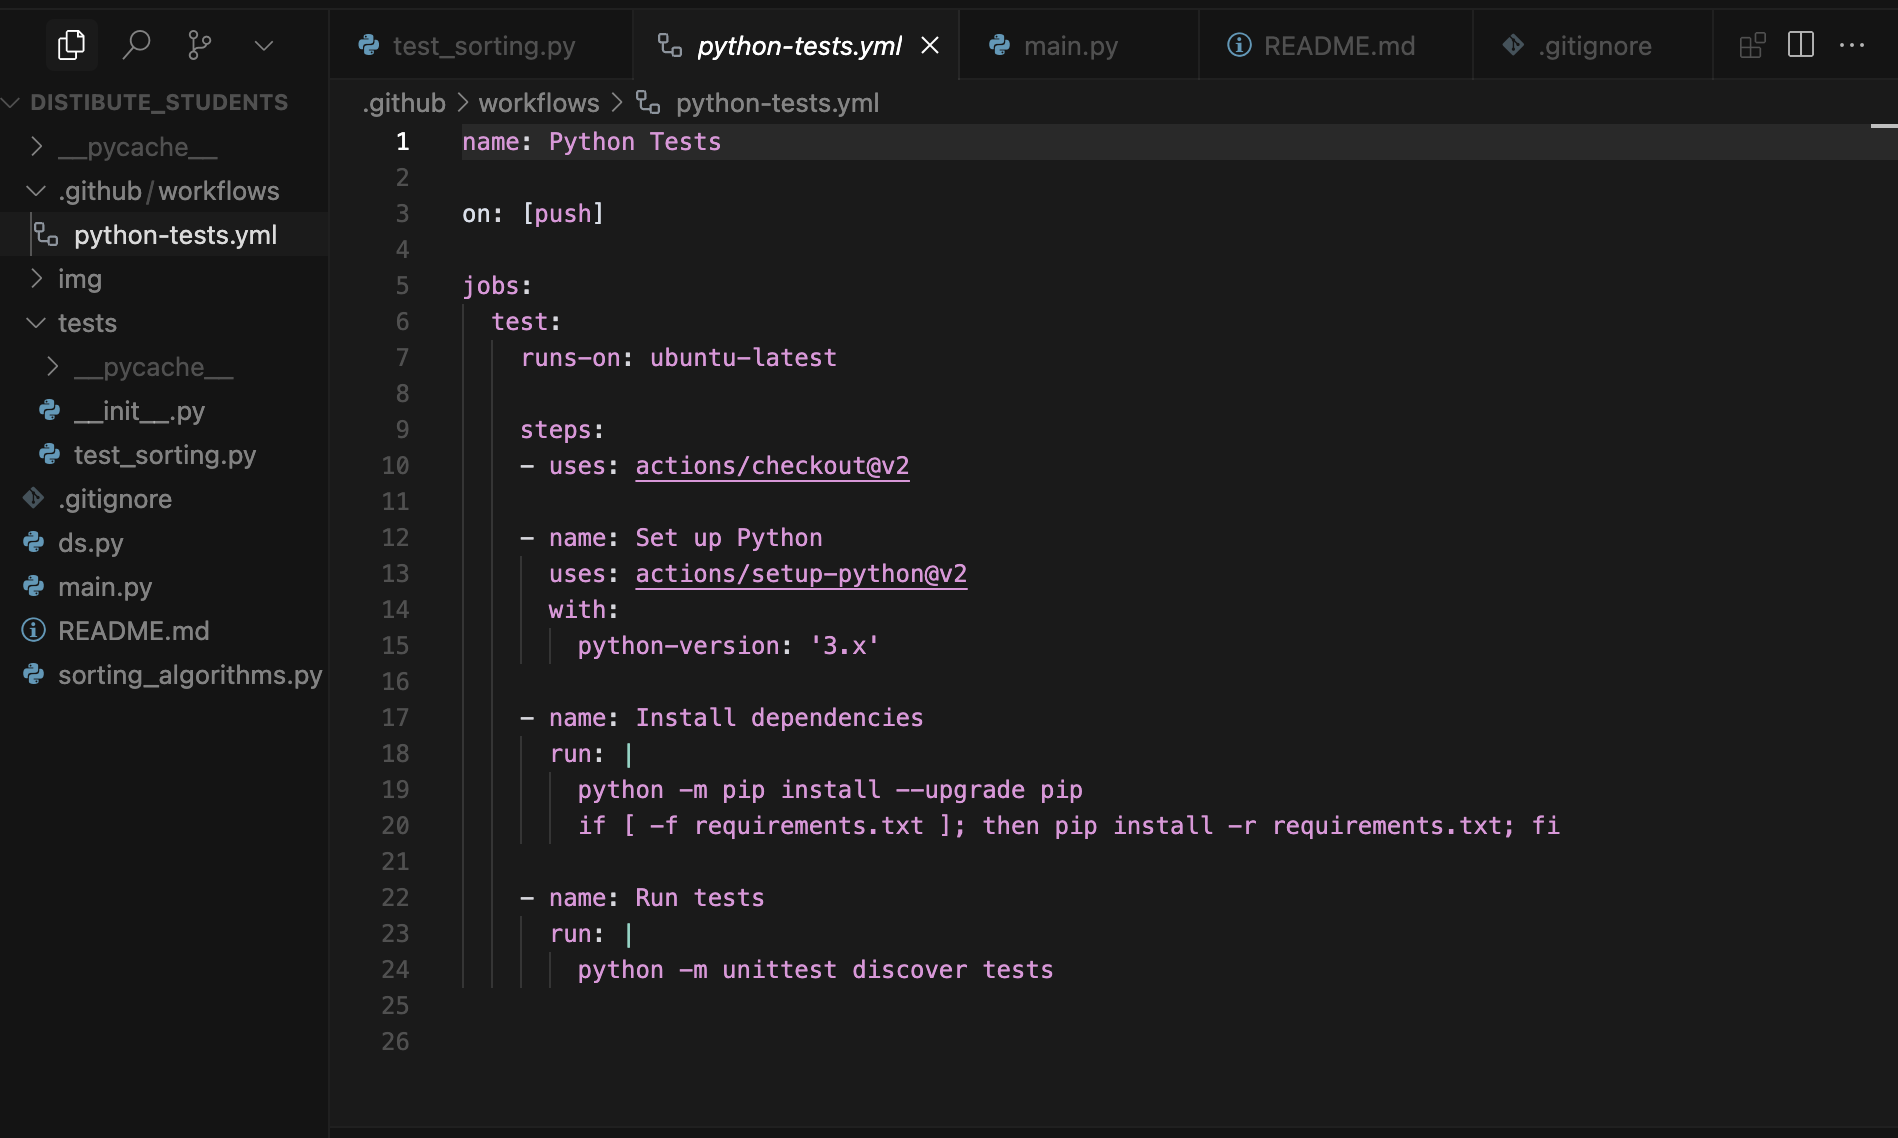 test_sorting.py
python-tests.yml
main.py
README.md
.gitignore
DISTIBUTE_STUDENTS
__pycache__
.github/workflows
python-tests.yml
img
tests
__pycache__
__init__.py
test_sorting.py
.gitignore
ds.py
main.py
README.md
sorting_algorithms.py
.github > workflows > python-tests.yml
1 name: Python Tests
2
3 on: [push]
4
5 jobs:
6   test:
7     runs-on: ubuntu-latest
8
9     steps:
10     - uses: actions/checkout@v2
11
12     - name: Set up Python
13       uses: actions/setup-python@v2
14       with:
15         python-version: '3.x'
16
17     - name: Install dependencies
18       run: |
19         python -m pip install --upgrade pip
20         if [ -f requirements.txt ]; then pip install -r requirements.txt; fi
21
22     - name: Run tests
23       run: |
24         python -m unittest discover tests
25
26